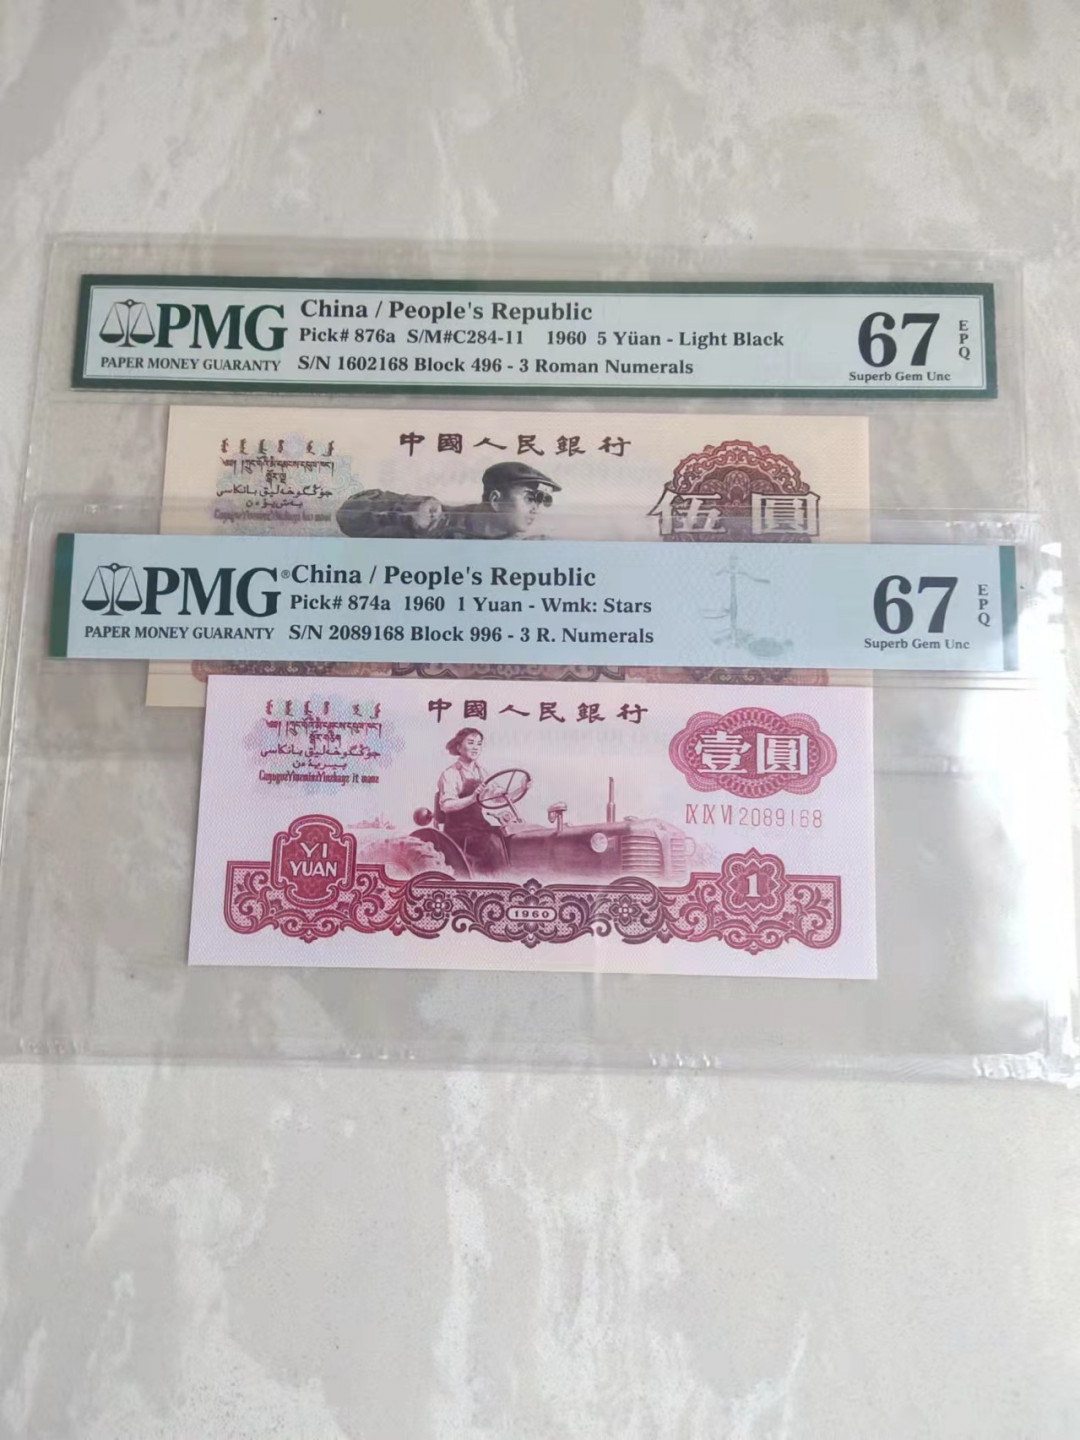 PMG
PAPER MONEY GUARANTY
China / People's Republic
Pick# 876a S/M#C284-11 1960 5 Yüan - Light Black
S/N 1602168 Block 496 - 3 Roman Numerals
67
EPQ
Superb Gem Unc
中國人民銀行
伍圓
PMG®
PAPER MONEY GUARANTY
China / People's Republic
Pick# 874a 1960 1 Yuan - Wmk: Stars
S/N 2089168 Block 996 - 3 R. Numerals
67
EPQ
Superb Gem Unc
中國人民銀行
壹圓
IX IX VI 2089168
YI
YUAN
1960
1